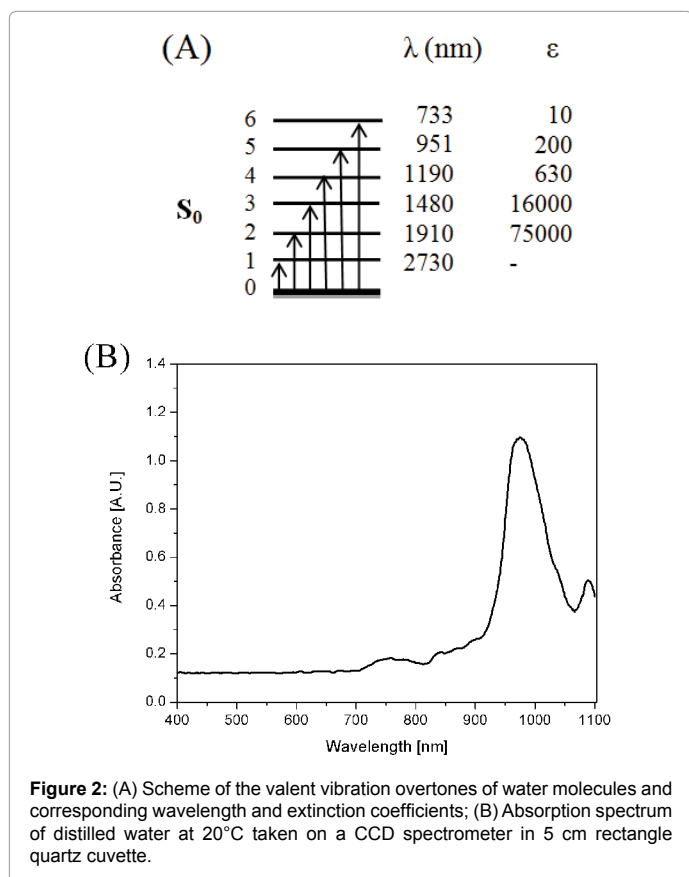 (A) λ (nm) ε
6 733 10
5 951 200
4 1190 630
S₀ 3 1480 16000
2 1910 75000
1 2730 -
0
(B)
1.4
1.2
1.0
0.8
0.6
0.4
0.2
0.0
Absorbance [A.U.]
400 500 600 700 800 900 1000 1100
Wavelength [nm]
Figure 2: (A) Scheme of the valent vibration overtones of water molecules and
corresponding wavelength and extinction coefficients; (B) Absorption spectrum
of distilled water at 20°C taken on a CCD spectrometer in 5 cm rectangle
quartz cuvette.